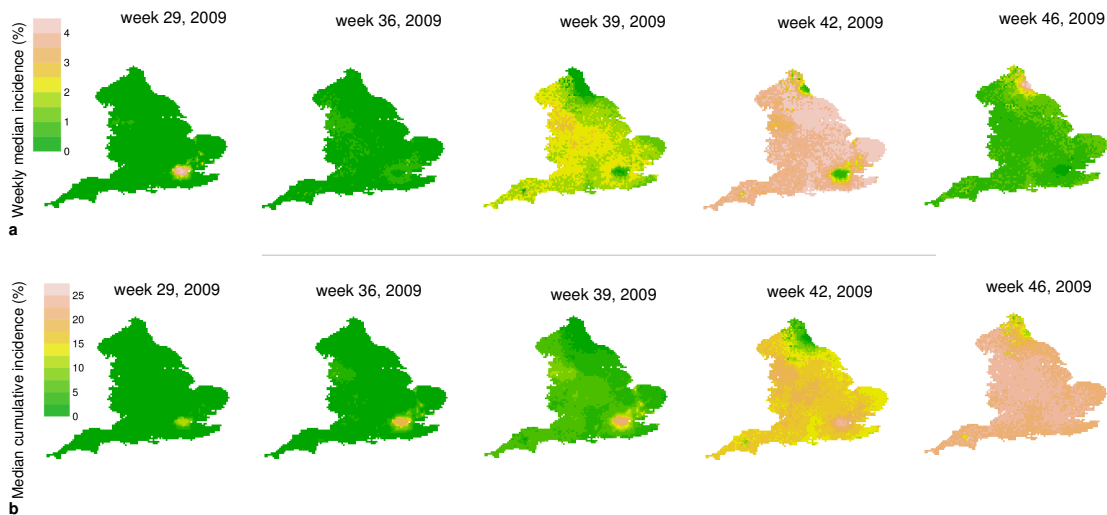 week 29, 2009
week 36, 2009
week 39, 2009
week 42, 2009
week 46, 2009
Weekly median incidence (%)
4
3
2
1
0
a
week 29, 2009
week 36, 2009
week 39, 2009
week 42, 2009
week 46, 2009
Median cumulative incidence (%)
25
20
15
10
5
0
b